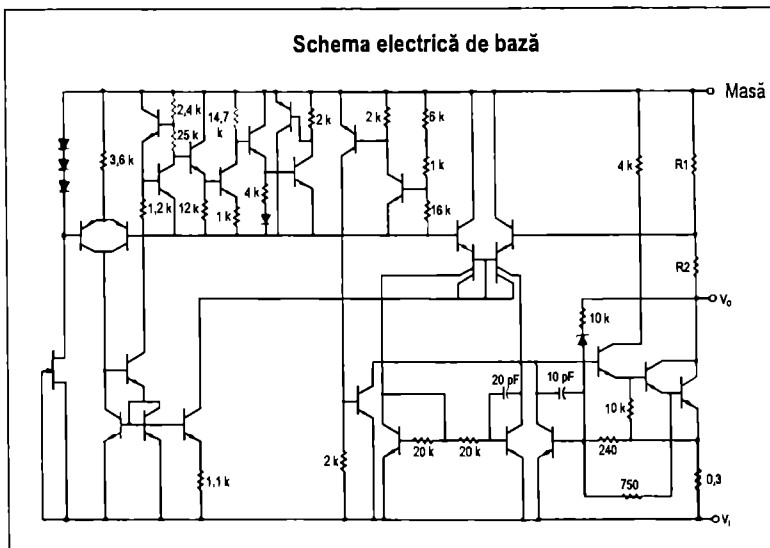 Schema electrică de bază
Masă
2,4 k
14,7 k
2 k
2 k
6 k
25 k
3,6 k
1 k
4 k
R1
4 k
1,2 k
12 k
1 k
16 k
R2
V₀
10 k
20 pF
10 pF
10 k
20 k
20 k
240
2 k
1,1 k
750
0,3
Vᵢ